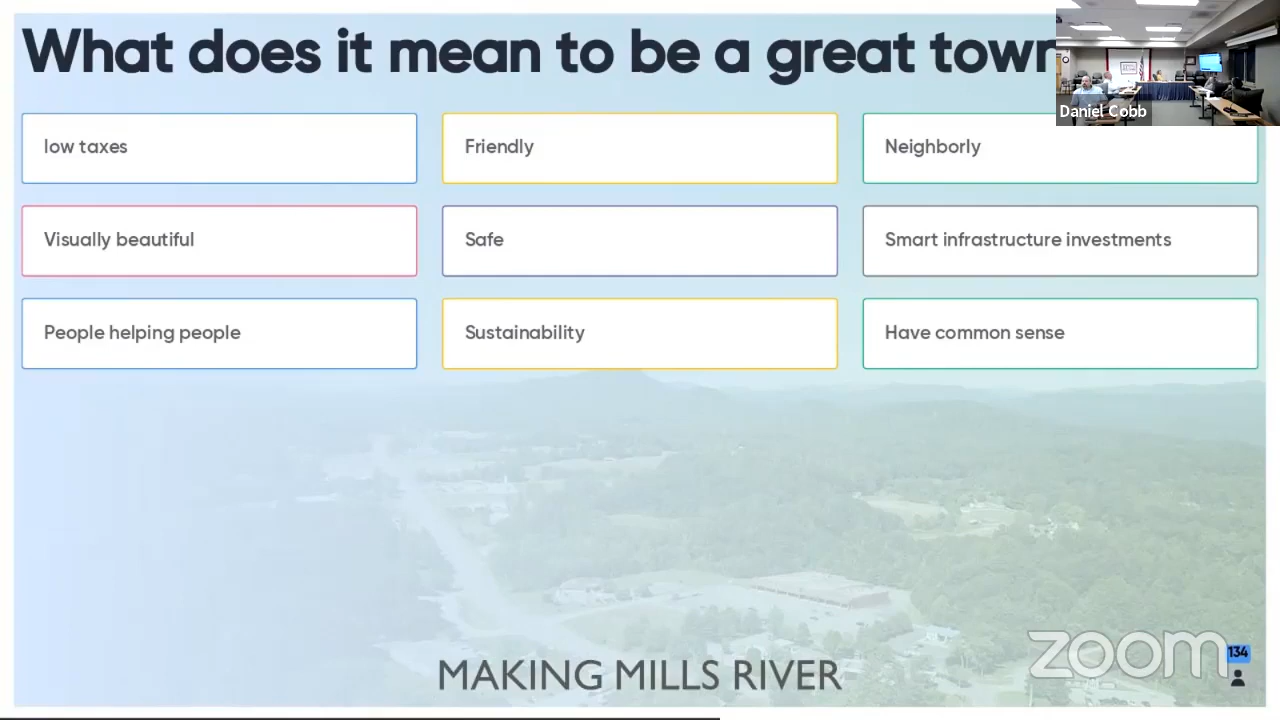 What does it mean to be a great town
Daniel Cobb
low taxes
Friendly
Neighborly
Visually beautiful
Safe
Smart infrastructure investments
People helping people
Sustainability
Have common sense
MAKING MILLS RIVER
zoom
134